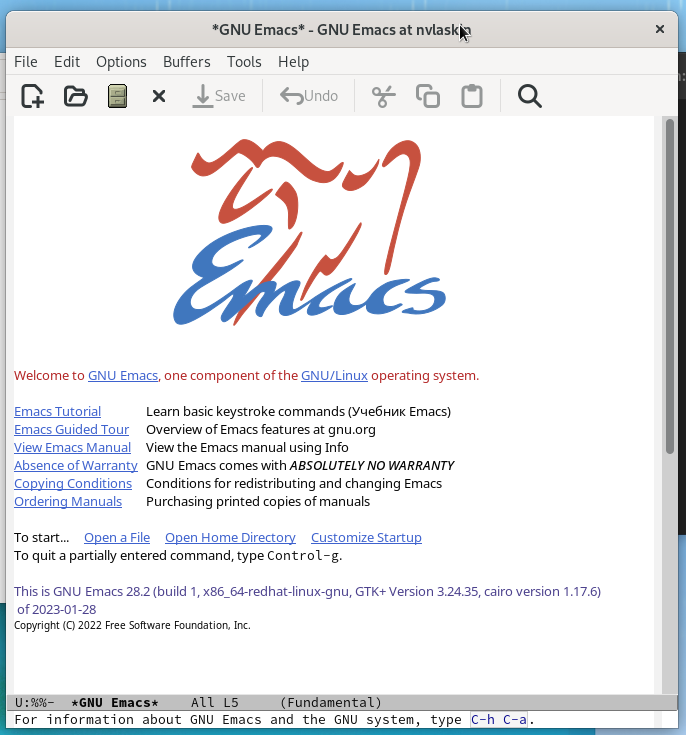 *GNU Emacs* - GNU Emacs at nvlaskin
File Edit Options Buffers Tools Help
Save Undo
Emacs
Welcome to GNU Emacs, one component of the GNU/Linux operating system.
Emacs Tutorial Learn basic keystroke commands (Учебник Emacs)
Emacs Guided Tour Overview of Emacs features at gnu.org
View Emacs Manual View the Emacs manual using Info
Absence of Warranty GNU Emacs comes with ABSOLUTELY NO WARRANTY
Copying Conditions Conditions for redistributing and changing Emacs
Ordering Manuals Purchasing printed copies of manuals
To start... Open a File Open Home Directory Customize Startup
To quit a partially entered command, type Control-g.
This is GNU Emacs 28.2 (build 1, x86_64-redhat-linux-gnu, GTK+ Version 3.24.35, cairo version 1.17.6)
of 2023-01-28
Copyright (C) 2022 Free Software Foundation, Inc.
U:%%- *GNU Emacs* All L5 (Fundamental)
For information about GNU Emacs and the GNU system, type C-h C-a.